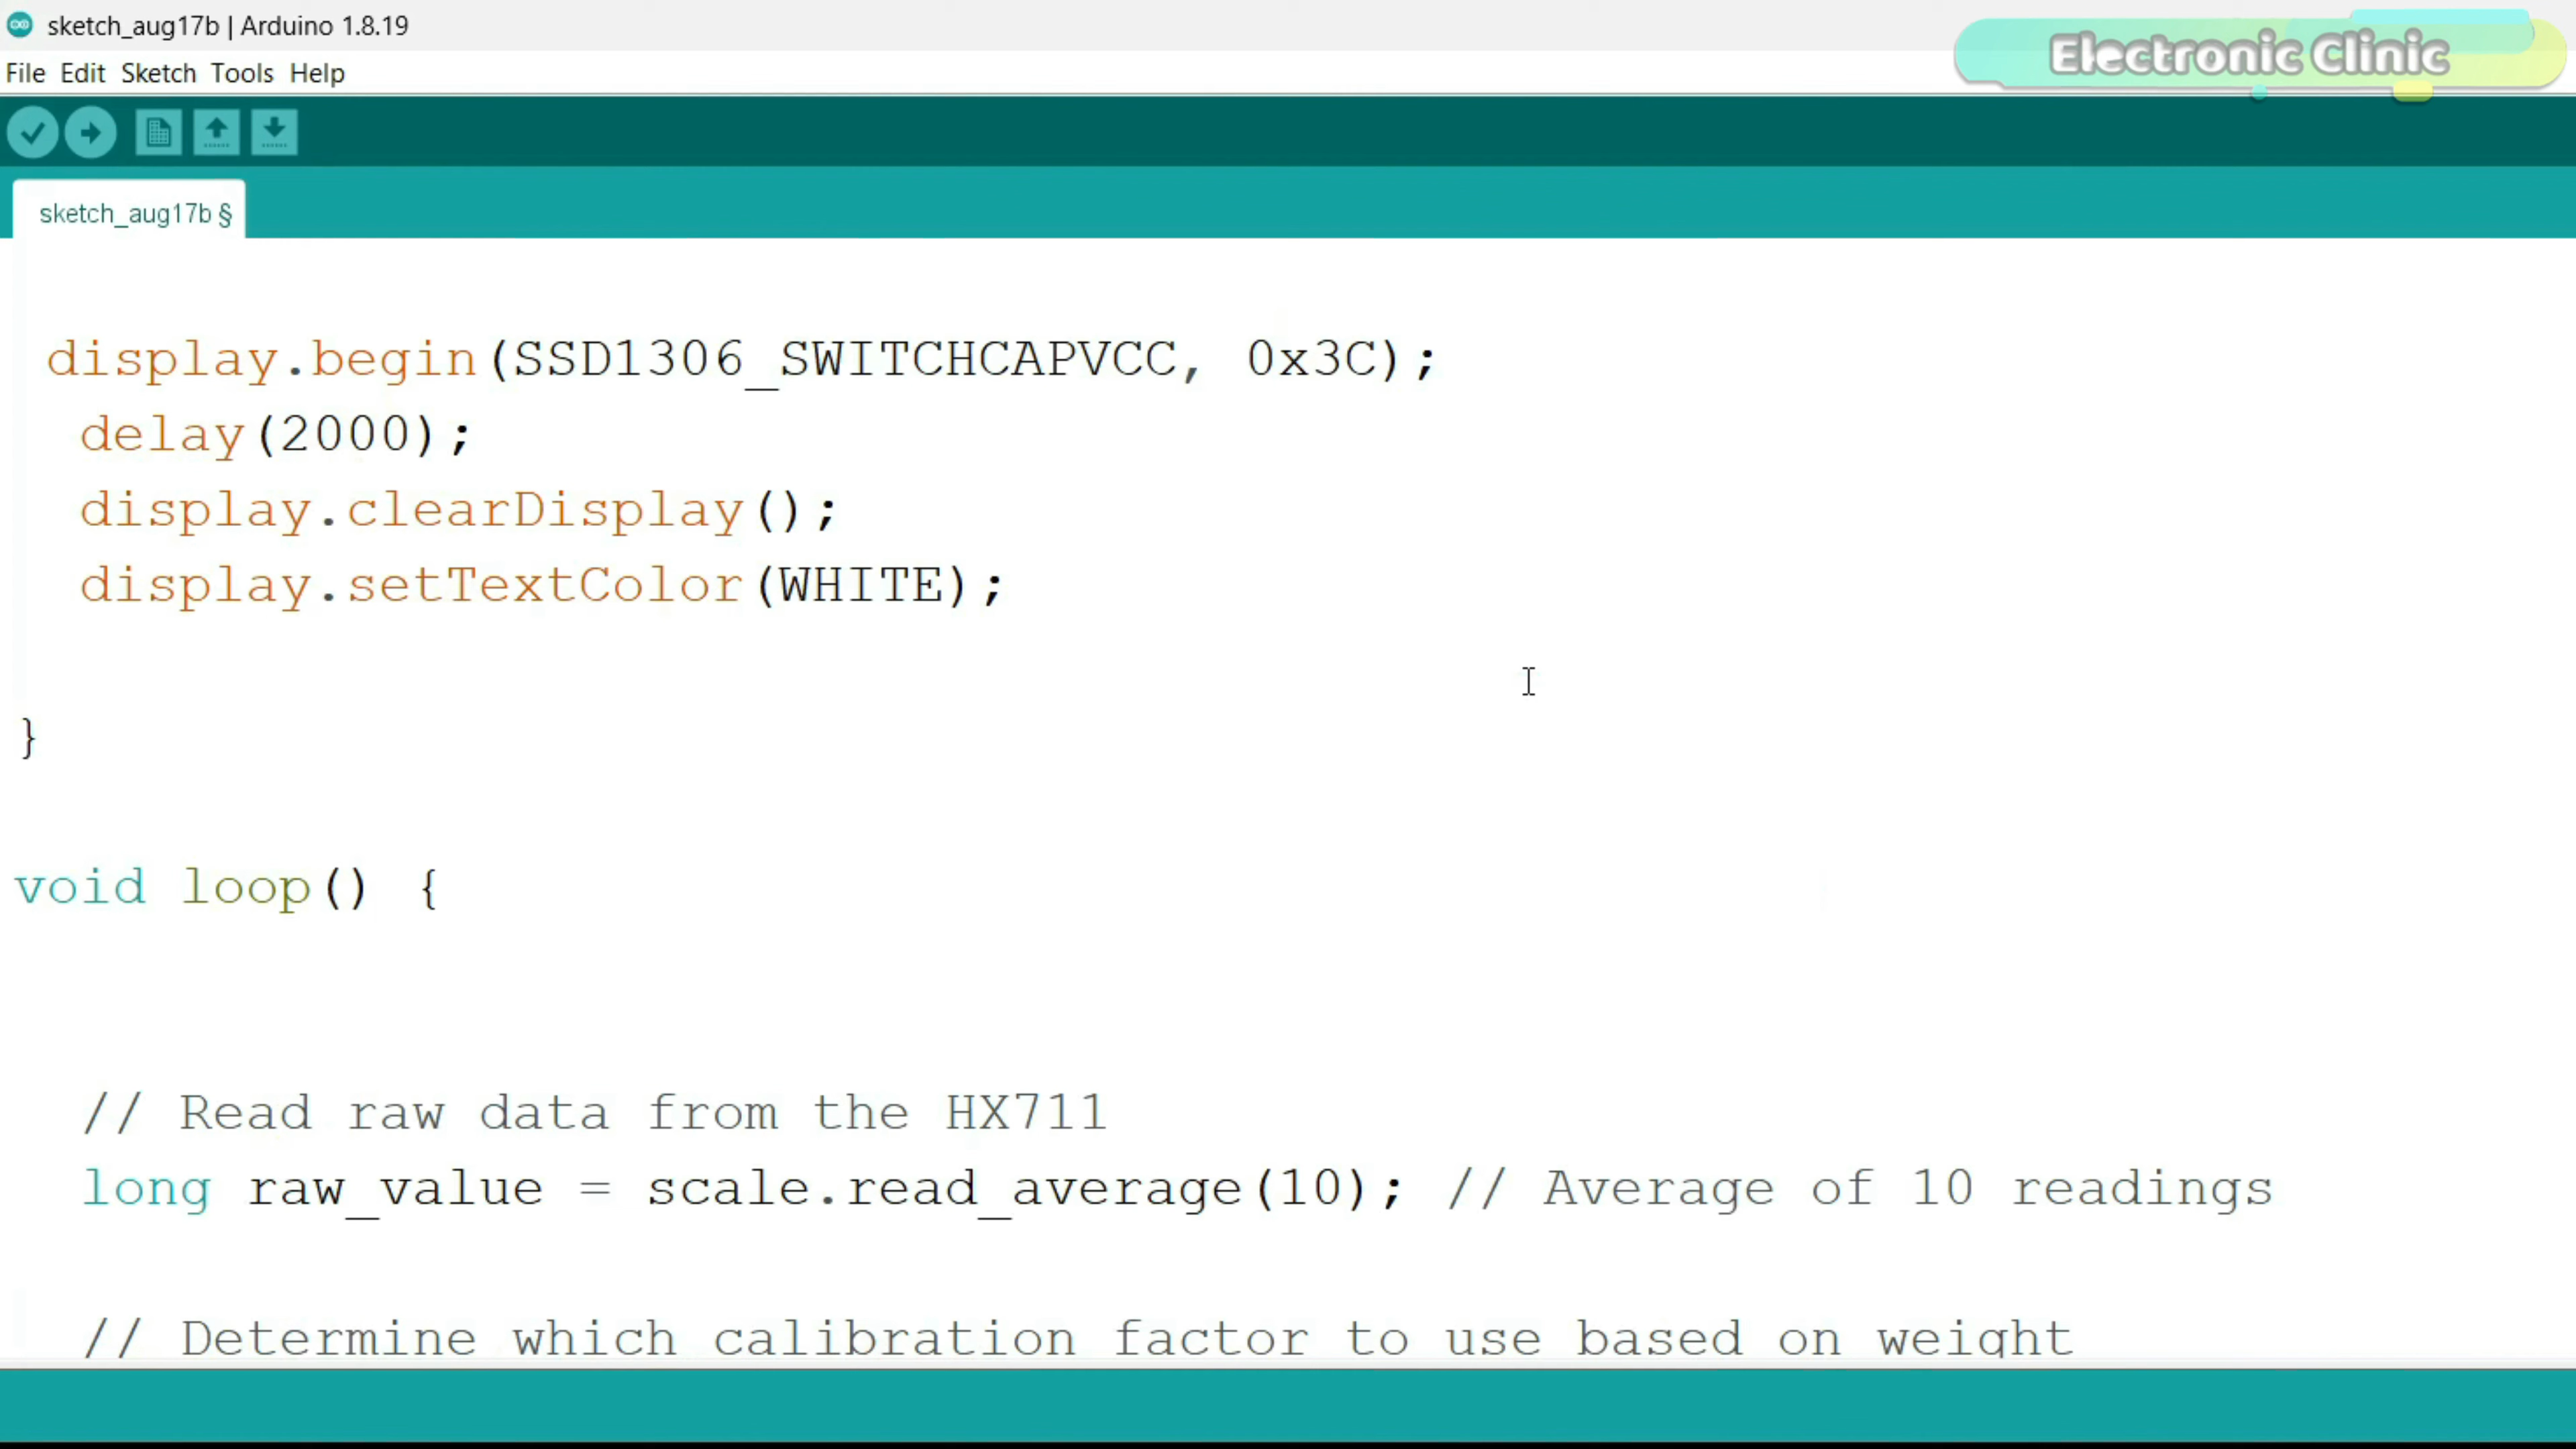 sketch_aug17b | Arduino 1.8.19
Electronic Clinic
File Edit Sketch Tools Help
sketch_aug17b §
display.begin(SSD1306_SWITCHCAPVCC, 0x3C);
delay(2000);
display.clearDisplay();
display.setTextColor(WHITE);
}
void loop() {
// Read raw data from the HX711
long raw_value = scale.read_average(10); // Average of 10 readings
// Determine which calibration factor to use based on weight